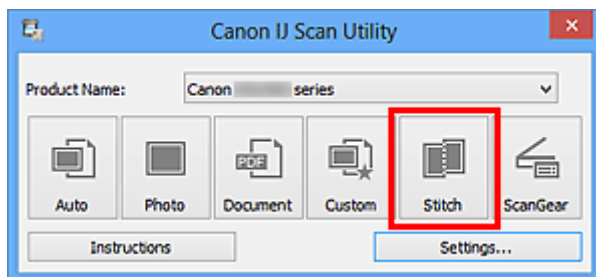 Canon IJ Scan Utility
Product Name: Canon series
PDF
Auto Photo Document Custom Stitch ScanGear
Instructions Settings...